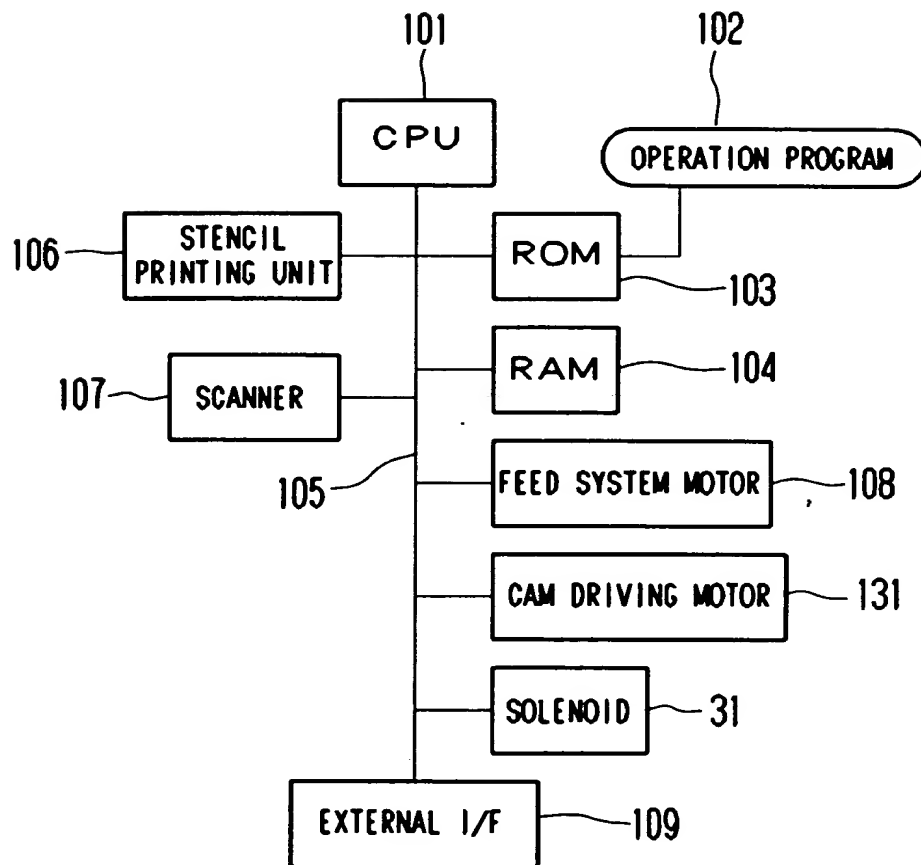 101
102
CPU
OPERATION PROGRAM
106
STENCIL
PRINTING UNIT
ROM
103
107
SCANNER
RAM
104
105
FEED SYSTEM MOTOR
108
CAM DRIVING MOTOR
131
SOLENOID
31
EXTERNAL I/F
109